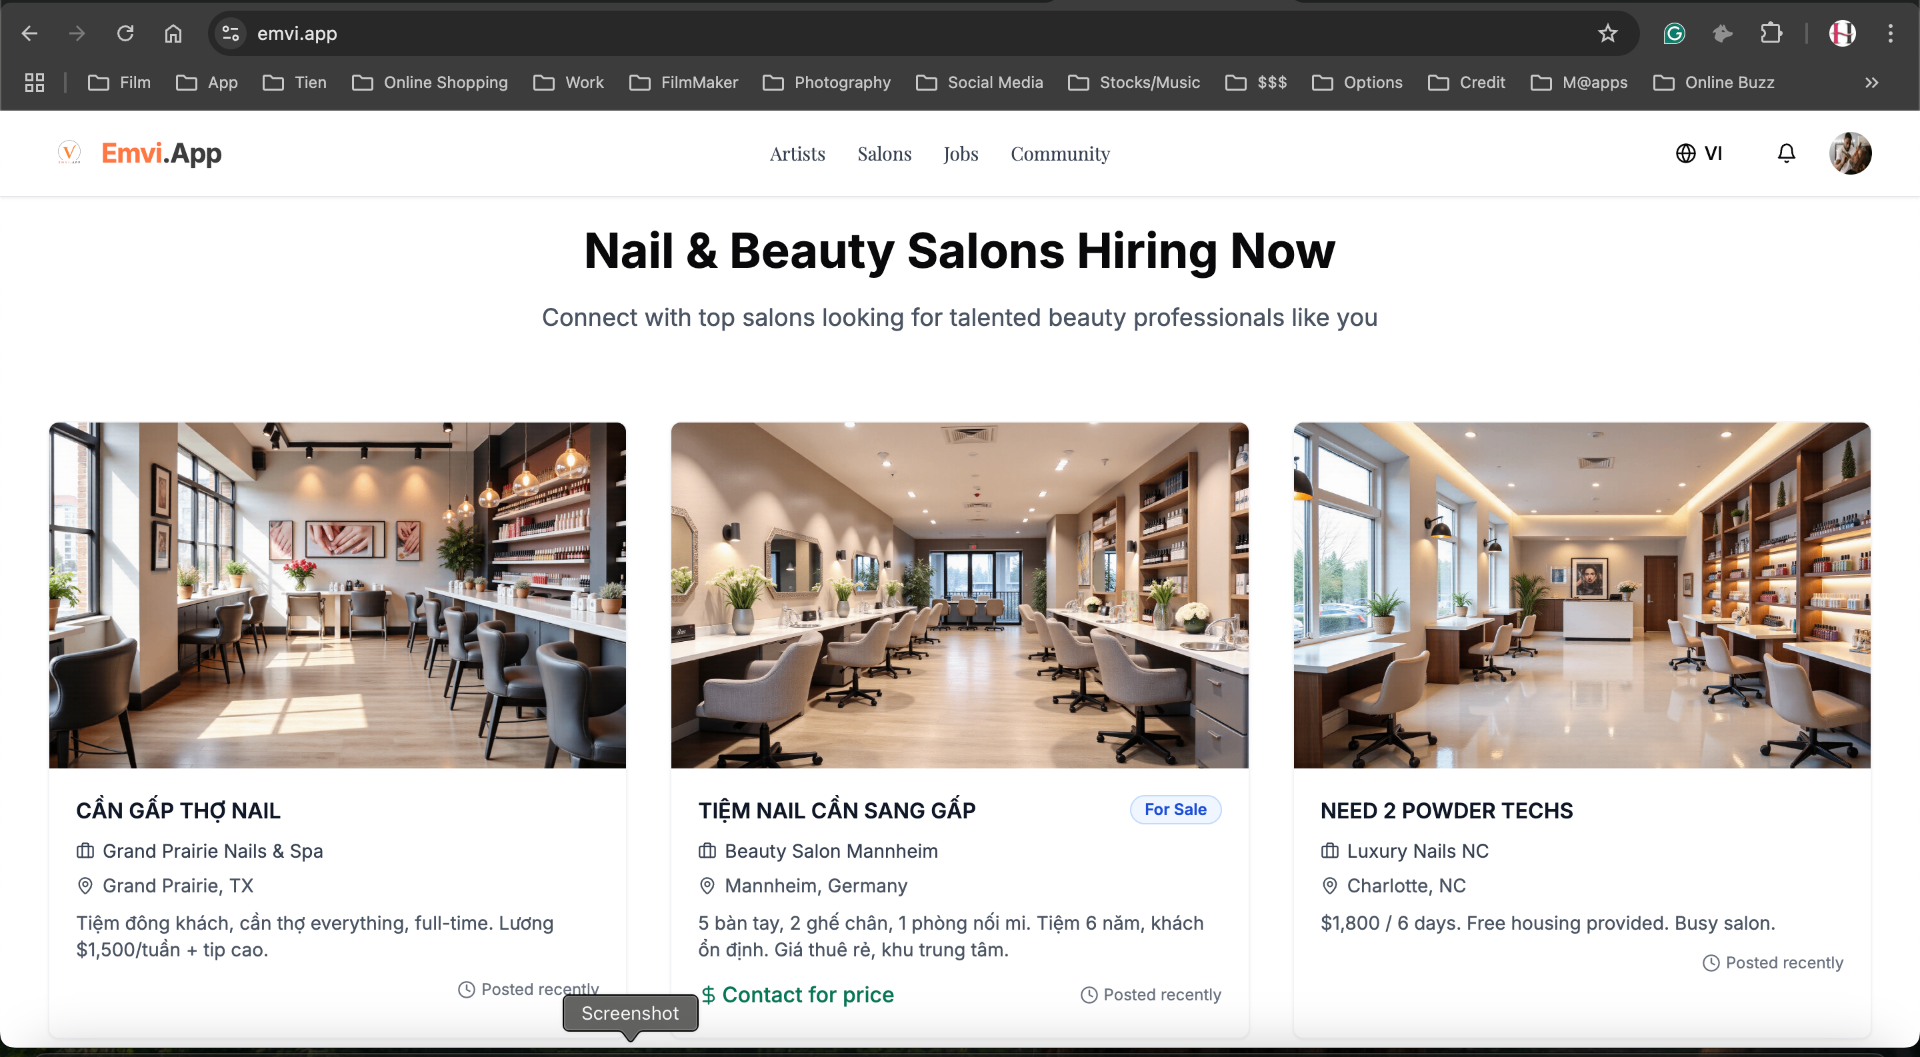 emvi.app
Film
App
Tien
Online Shopping
Work
FilmMaker
Photography
Social Media
Stocks/Music
$$$
Options
Credit
M@apps
Online Buzz
Emvi.App
Artists
Salons
Jobs
Community
VI
Nail & Beauty Salons Hiring Now
Connect with top salons looking for talented beauty professionals like you
CẦN GẤP THỢ NAIL
Grand Prairie Nails & Spa
Grand Prairie, TX
Tiệm đông khách, cần thợ everything, full-time. Lương
$1,500/tuần + tip cao.
Posted recently
TIỆM NAIL CẦN SANG GẤP
For Sale
Beauty Salon Mannheim
Mannheim, Germany
5 bàn tay, 2 ghế chân, 1 phòng nối mi. Tiệm 6 năm, khách
ổn định. Giá thuê rẻ, khu trung tâm.
$ Contact for price
Posted recently
NEED 2 POWDER TECHS
Luxury Nails NC
Charlotte, NC
$1,800 / 6 days. Free housing provided. Busy salon.
Posted recently
Screenshot